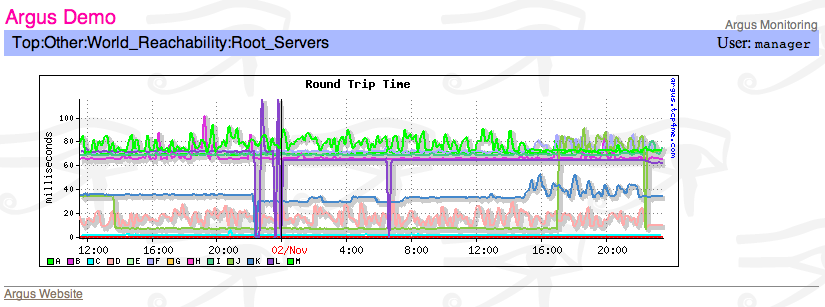 Argus Demo
Argus Monitoring
Top:Other:World_Reachability:Root_Servers
User: manager
Round Trip Time
argus.tcp4me.com
milliseconds
100
80
60
40
20
0
12:00 16:00 20:00 02/Nov 4:00 8:00 12:00 16:00 20:00
A B C D E F G H I J K L M
Argus Website